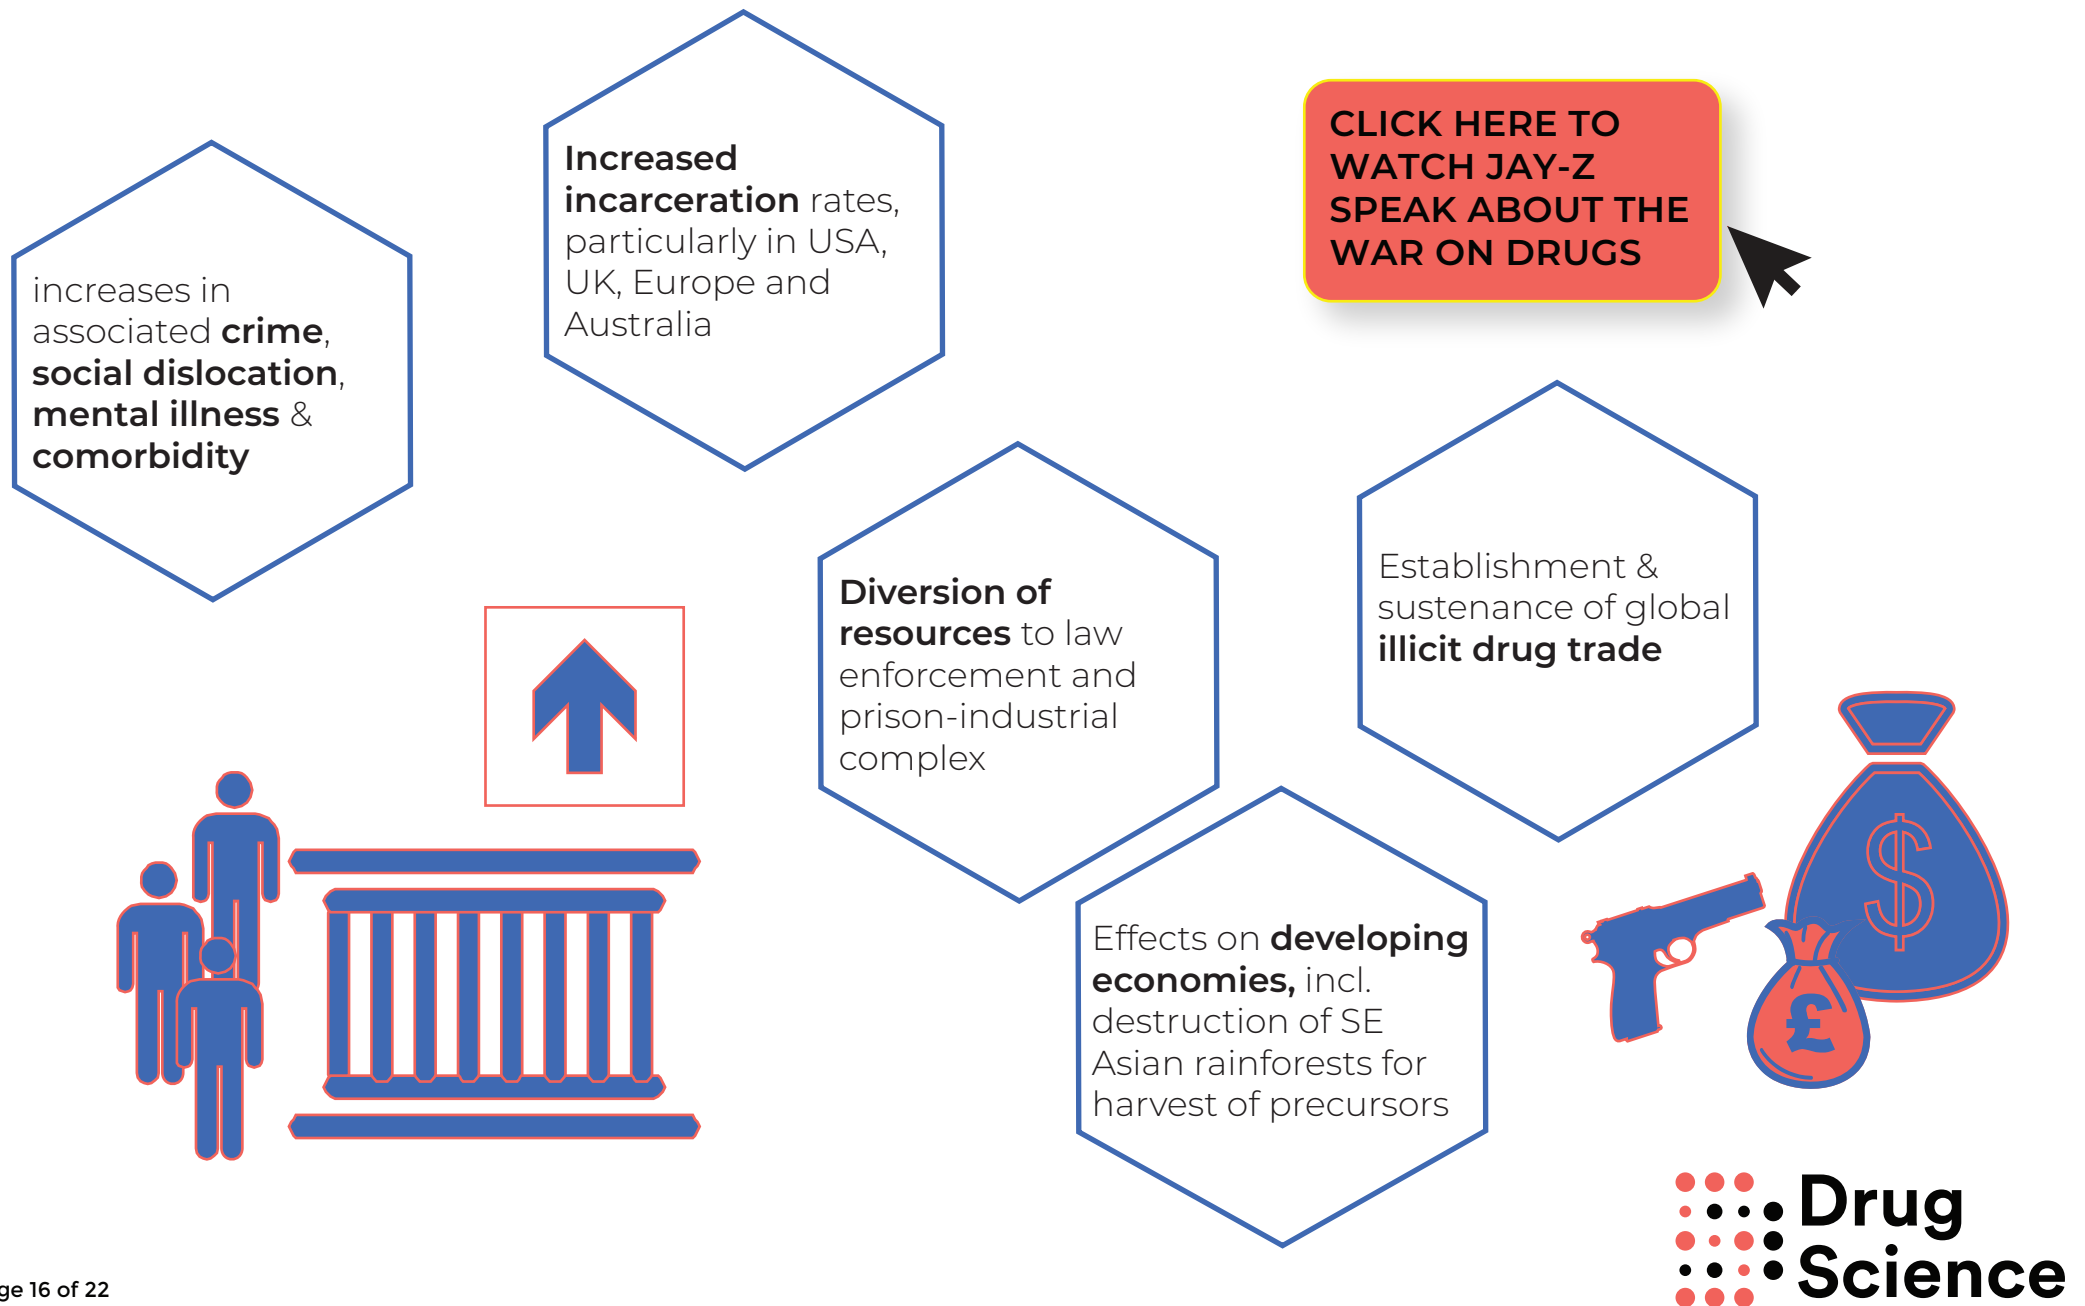 increases in
associated crime,
social dislocation,
mental illness &
comorbidity
Increased
incarceration rates,
particularly in USA,
UK, Europe and
Australia
CLICK HERE TO
WATCH JAY-Z
SPEAK ABOUT THE
WAR ON DRUGS
Diversion of
resources to law
enforcement and
prison-industrial
complex
Establishment &
sustenance of global
illicit drug trade
Effects on developing
economies, incl.
destruction of SE
Asian rainforests for
harvest of precursors
$
£
Drug
Science
ge 16 of 22